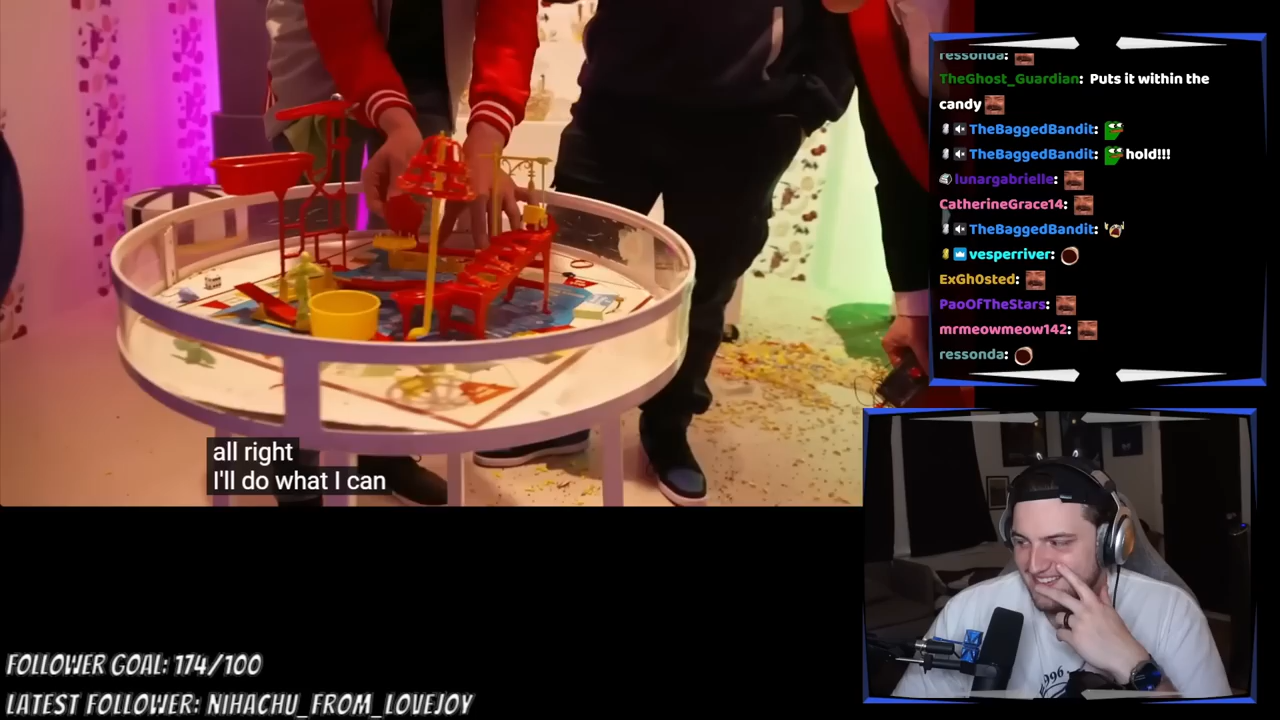 ressonda:
TheGhost_Guardian: Puts it within the
candy
TheBaggedBandit:
TheBaggedBandit: hold!!!
lunargabrielle:
CatherineGrace14:
TheBaggedBandit:
vesperriver:
ExGh0sted:
PaoOfTheStars:
mrmeowmeow142:
ressonda:
all right
I'll do what I can
996
FOLLOWER GOAL: 174/100
LATEST FOLLOWER: NIHACHU_FROM_LOVEJOY